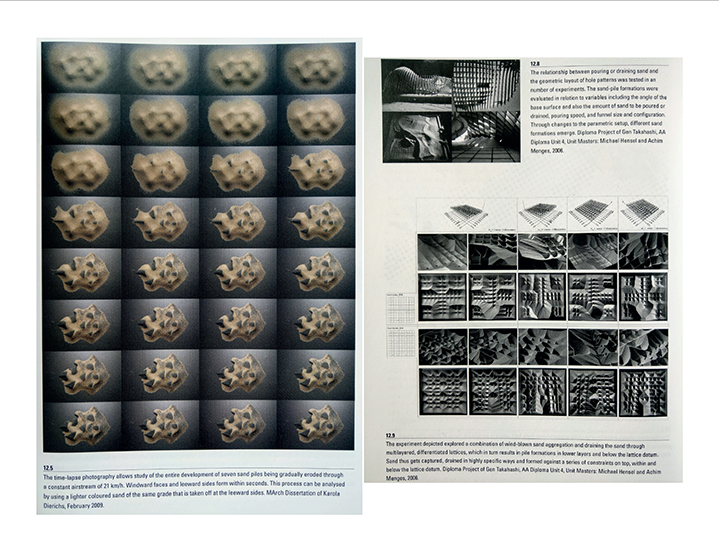 12.5
The time-lapse photography allows study of the entire development of seven sand piles being gradually eroded through
a constant airstream of 21 km/h. Windward faces and leeward sides form within seconds. This process can be analysed
by using a lighter coloured sand of the same grade that is taken off at the leeward sides. MArch Dissertation of Karola
Dierichs, February 2009.
12.8
The relationship between pouring or draining sand and
the geometric layout of hole patterns was tested in an
number of experiments. The sand-pile formations were
evaluated in relation to variables including the angle of the
base surface and also the amount of sand to be poured or
drained, pouring speed, and funnel size and configuration.
Through changes to the parametric setup, different sand
formations emerge. Diploma Project of Gen Takahashi, AA
Diploma Unit 4, Unit Masters: Michael Hensel and Achim
Menges, 2006.
12.9
The experiment depicted explored a combination of wind-blown sand aggregation and draining the sand through
multilayered, differentiated lattices, which in turn results in pile formations in lower layers and below the lattice datum.
Sand thus gets captured, drained in highly specific ways and formed against a series of constraints on top, within and
below the lattice datum. Diploma Project of Gen Takahashi, AA Diploma Unit 4, Unit Masters: Michael Hensel and Achim
Menges, 2006